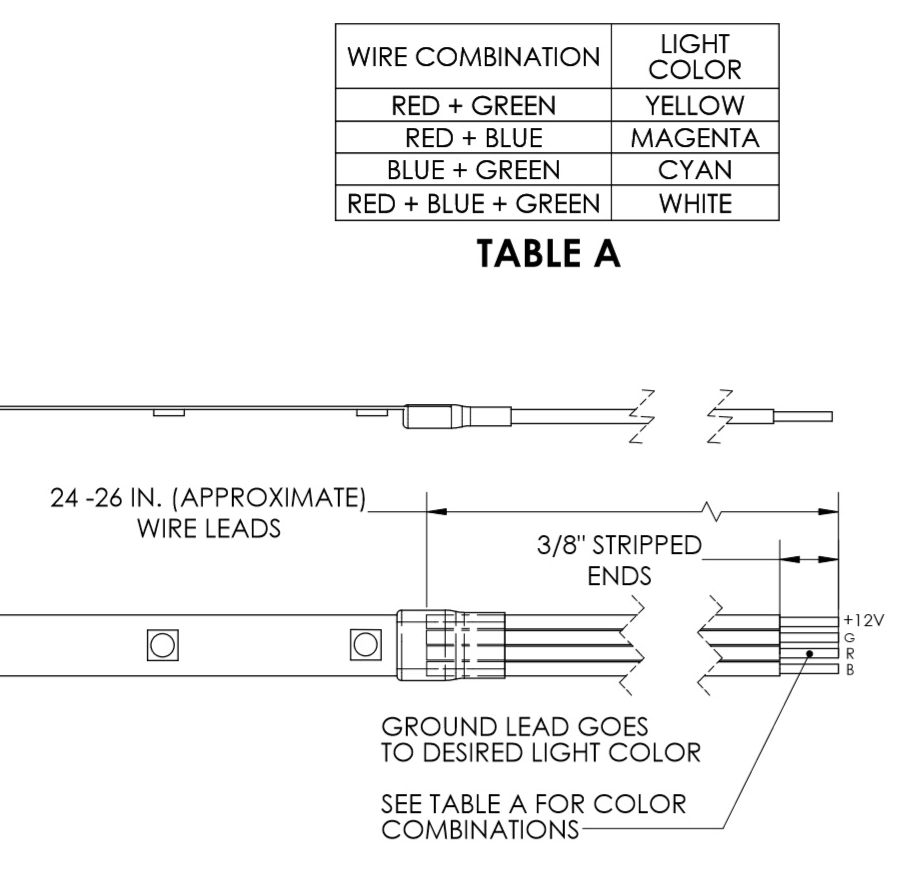 WIRE COMBINATION
LIGHT
COLOR
RED + GREEN
YELLOW
RED + BLUE
MAGENTA
BLUE + GREEN
CYAN
RED + BLUE + GREEN
WHITE
TABLE A
24 -26 IN. (APPROXIMATE)
WIRE LEADS
3/8" STRIPPED
ENDS
+12V
G
R
B
GROUND LEAD GOES
TO DESIRED LIGHT COLOR
SEE TABLE A FOR COLOR
COMBINATIONS